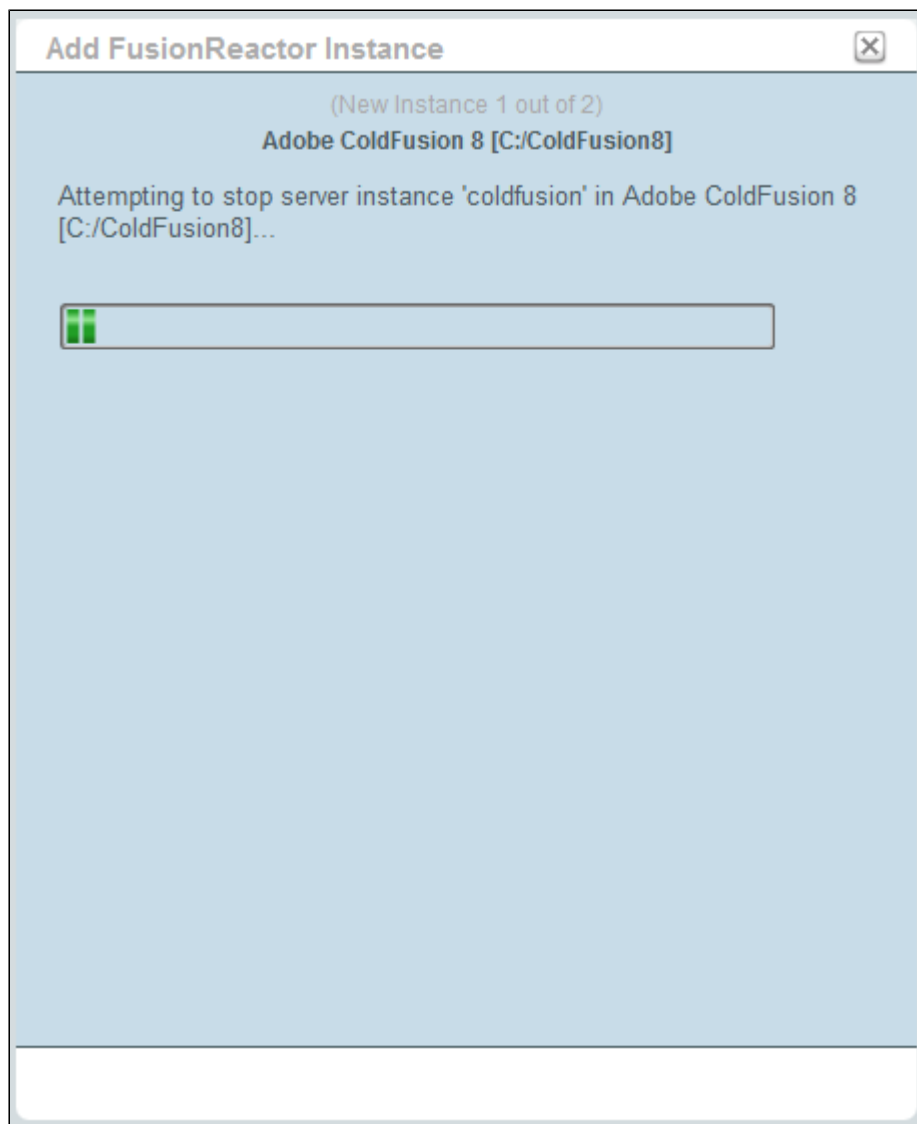 Add FusionReactor Instance
(New Instance 1 out of 2)
Adobe ColdFusion 8 [C:/ColdFusion8]
Attempting to stop server instance 'coldfusion' in Adobe ColdFusion 8
[C:/ColdFusion8]...